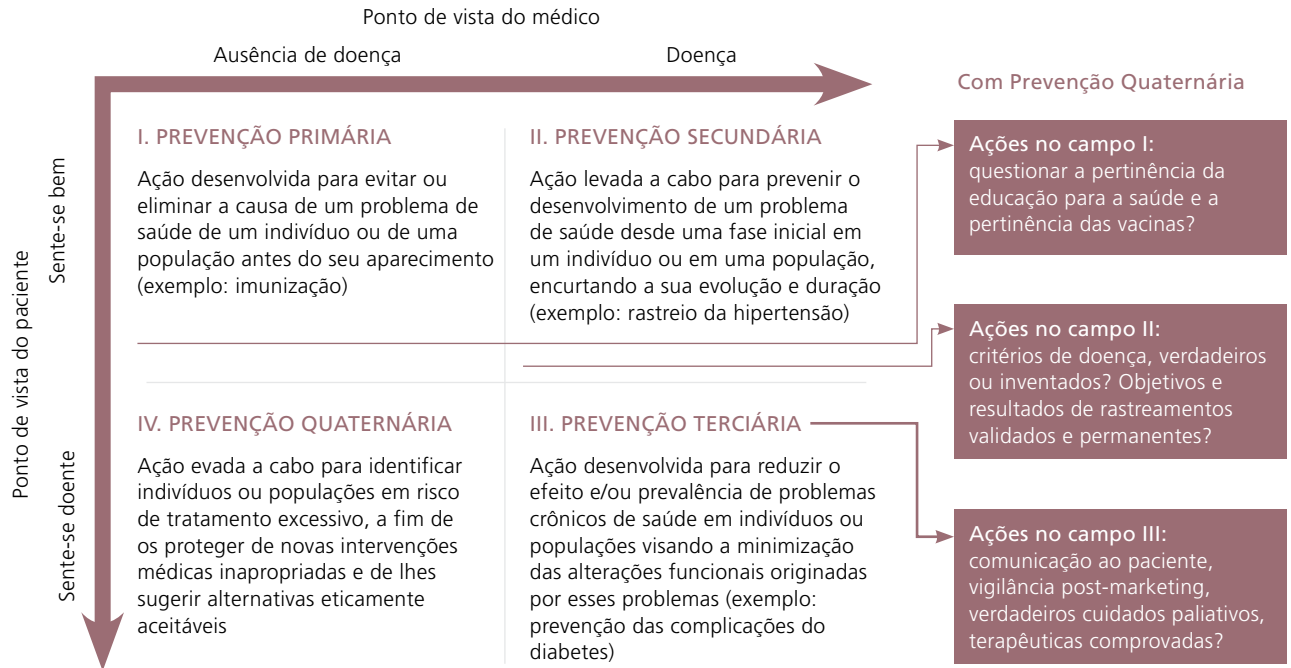 Ponto de vista do médico
Ausência de doença
Doença
Ponto de vista do paciente
Sente-se bem
Sente-se doente
I. PREVENÇÃO PRIMÁRIA
Ação desenvolvida para evitar ou
eliminar a causa de um problema de
saúde de um indivíduo ou de uma
população antes do seu aparecimento
(exemplo: imunização)
II. PREVENÇÃO SECUNDÁRIA
Ação levada a cabo para prevenir o
desenvolvimento de um problema
de saúde desde uma fase inicial em
um indivíduo ou em uma população,
encurtando a sua evolução e duração
(exemplo: rastreio da hipertensão)
IV. PREVENÇÃO QUATERNÁRIA
Ação evada a cabo para identificar
indivíduos ou populações em risco
de tratamento excessivo, a fim de
os proteger de novas intervenções
médicas inapropriadas e de lhes
sugerir alternativas eticamente
aceitáveis
III. PREVENÇÃO TERCIÁRIA
Ação desenvolvida para reduzir o
efeito e/ou prevalência de problemas
crônicos de saúde em indivíduos ou
populações visando a minimização
das alterações funcionais originadas
por esses problemas (exemplo:
prevenção das complicações do
diabetes)
Com Prevenção Quaternária
Ações no campo I:
questionar a pertinência da
educação para a saúde e a
pertinência das vacinas?
Ações no campo II:
critérios de doença, verdadeiros
ou inventados? Objetivos e
resultados de rastreamentos
validados e permanentes?
Ações no campo III:
comunicação ao paciente,
vigilância post-marketing,
verdadeiros cuidados paliativos,
terapêuticas comprovadas?